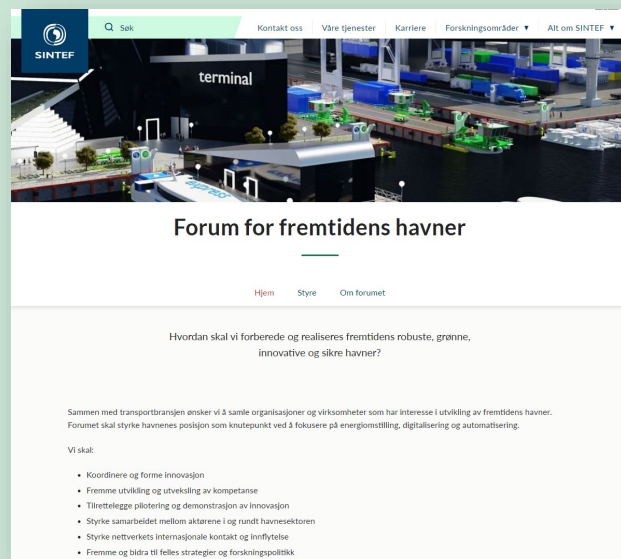 SINTEF
Søk
Kontakt oss Våre tjenester Karriere Forskningsområder ▼ Alt om SINTEF ▼
terminal
express
Forum for fremtidens havner
Hjem Styre Om forumet
Hvordan skal vi forberede og realiseres fremtidens robuste, grønne,
innovative og sikre havner?
Sammen med transportbransjen ønsker vi å samle organisasjoner og virksomheter som har interesse i utvikling av fremtidens havner.
Forumet skal styrke havnenes posisjon som knutepunkt ved å fokusere på energiomstilling, digitalisering og automatisering.
Vi skal:
• Koordinere og forme innovasjon
• Fremme utvikling og utveksling av kompetanse
• Tilrettelegge pilotering og demonstrasjon av innovasjon
• Styrke samarbeidet mellom aktørene i og rundt havnesektoren
• Styrke nettverkets internasjonale kontakt og innflytelse
• Fremme og bidra til felles strategier og forskningspolitikk